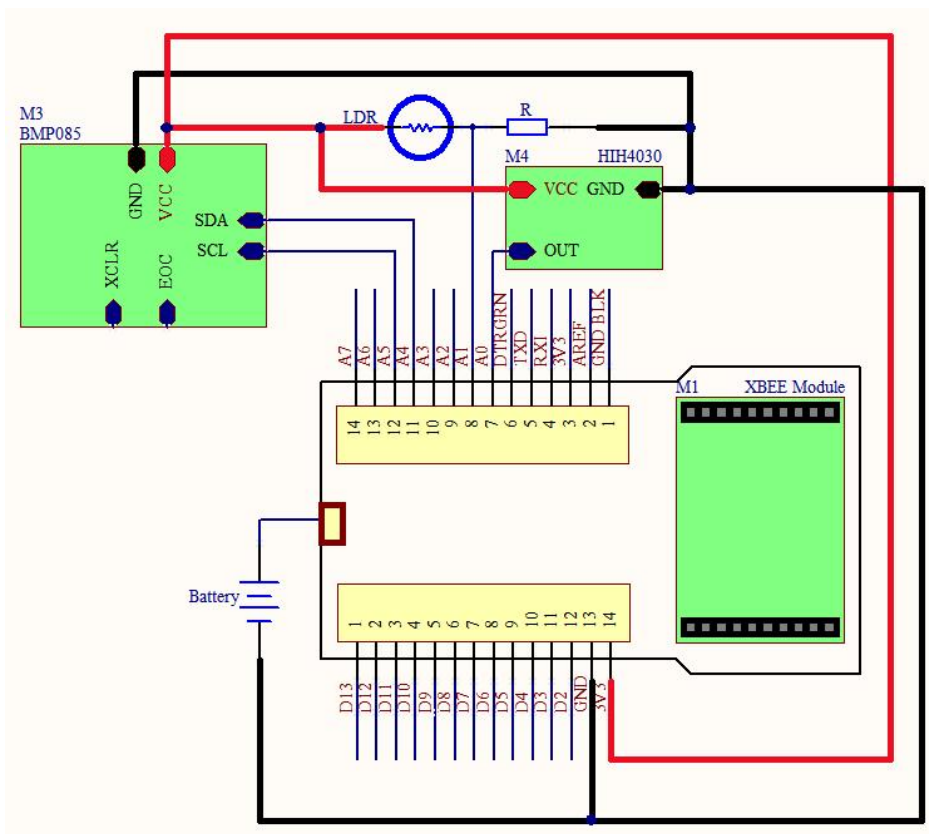 M3
BMP085
LDR
R
M4
HIH4030
GND
VCC
SDA
SCL
XCLR
EOC
VCC GND
OUT
A7
A6
A5
A4
A3
A2
A1
A0
DTRGRN
TXD
RXI
3V3
AREF
GND BLK
14
13
12
11
10
9
8
7
6
5
4
3
2
1
M1
XBEE Module
Battery
1
2
3
4
5
6
7
8
9
10
11
12
13
14
D13
D12
D11
D10
D9
D8
D7
D6
D5
D4
D3
D2
GND
3V3